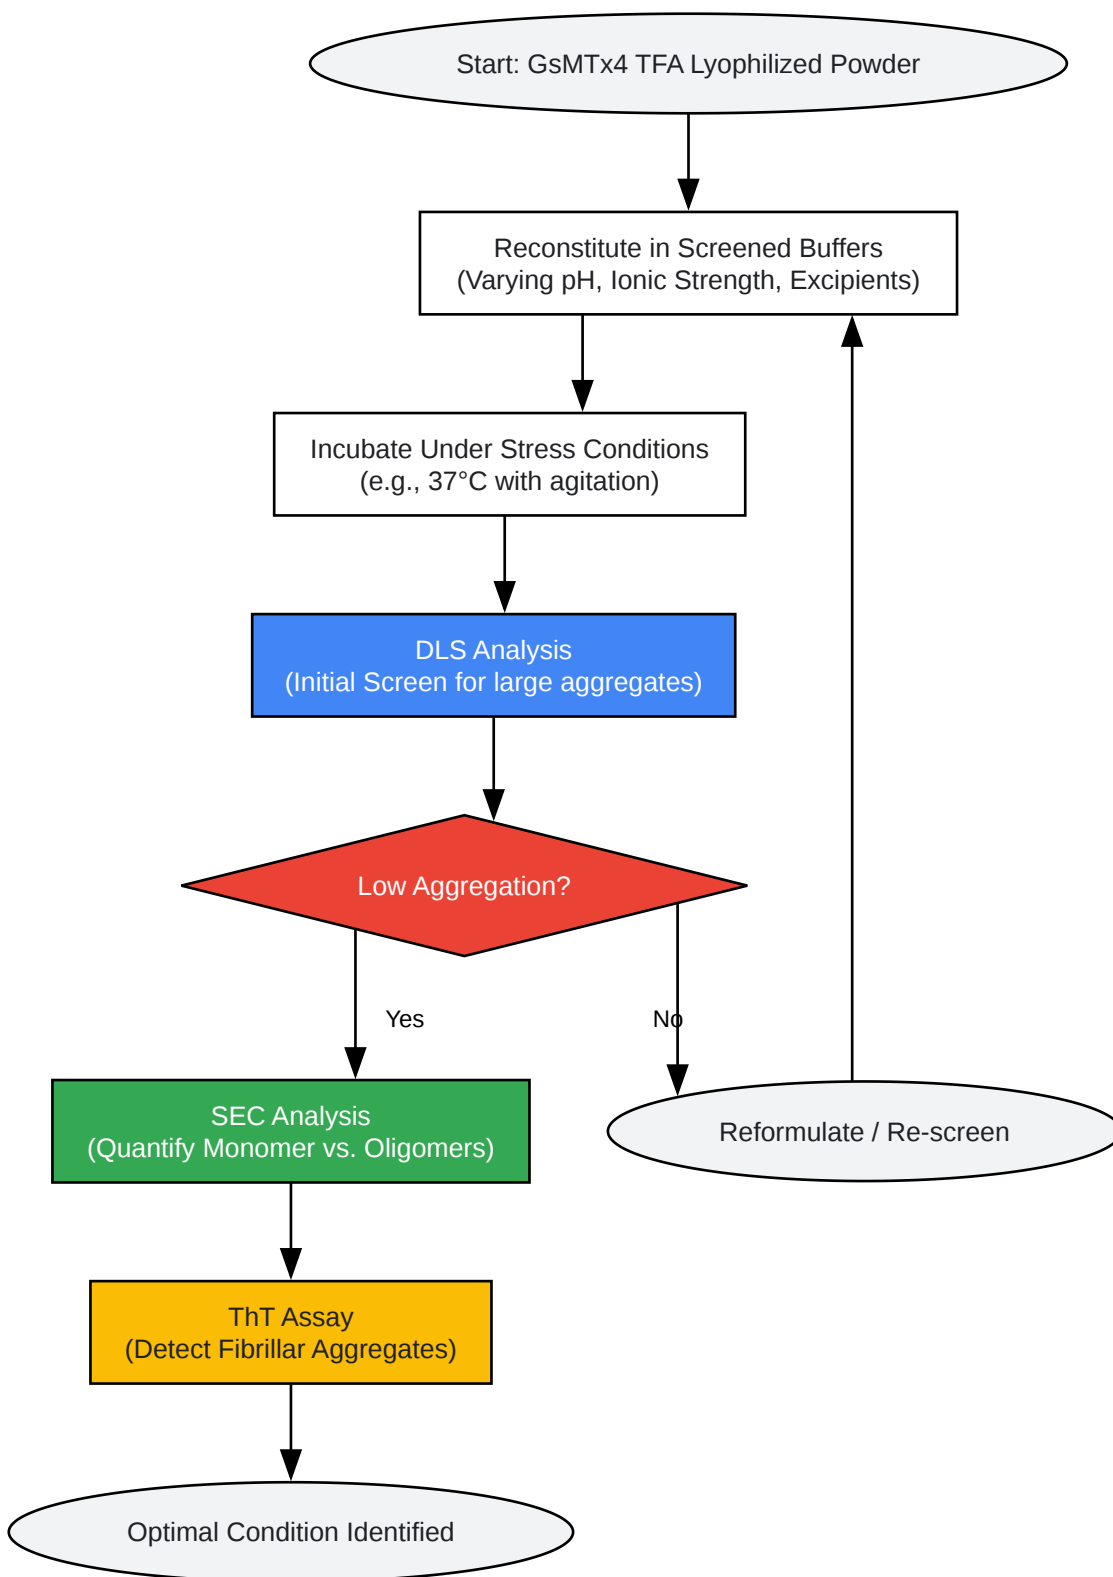 Start: GsMTx4 TFA Lyophilized Powder
Reconstitute in Screened Buffers
(Varying pH, Ionic Strength, Excipients)
Incubate Under Stress Conditions
(e.g., 37°C with agitation)
DLS Analysis
(Initial Screen for large aggregates)
Low Aggregation?
Yes
No
SEC Analysis
(Quantify Monomer vs. Oligomers)
Reformulate / Re-screen
ThT Assay
(Detect Fibrillar Aggregates)
Optimal Condition Identified